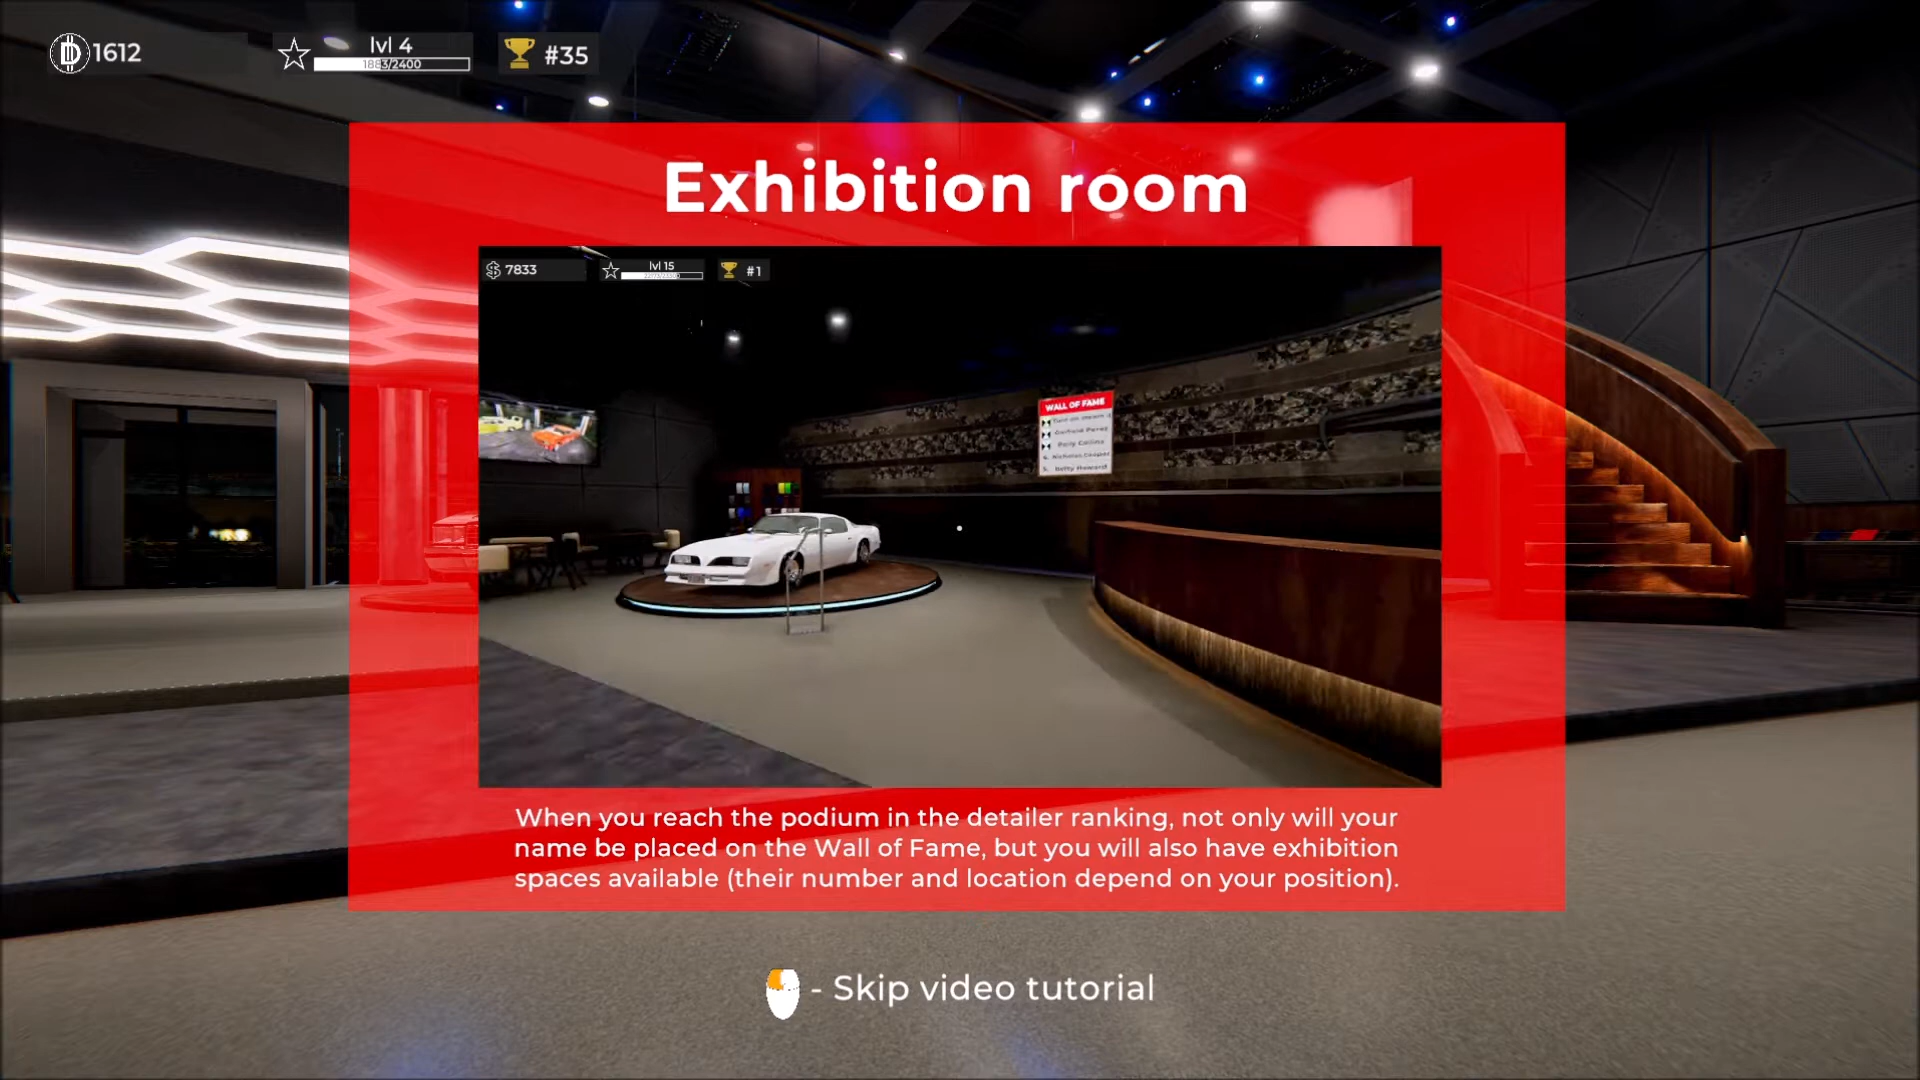 1612
lvl 4
1883/2400
#35
Exhibition room
7833
lvl 15
#1
WALL OF FAME
When you reach the podium in the detailer ranking, not only will your
name be placed on the Wall of Fame, but you will also have exhibition
spaces available (their number and location depend on your position).
- Skip video tutorial